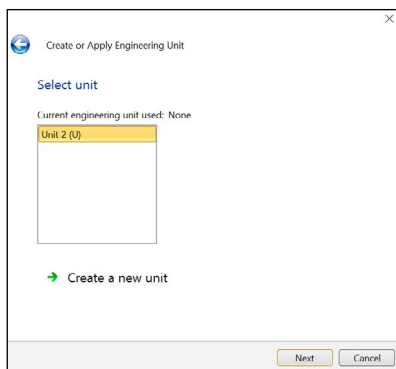 Create or Apply Engineering Unit
Select unit
Current engineering unit used: None
Unit 2 (U)
Create a new unit
Next Cancel